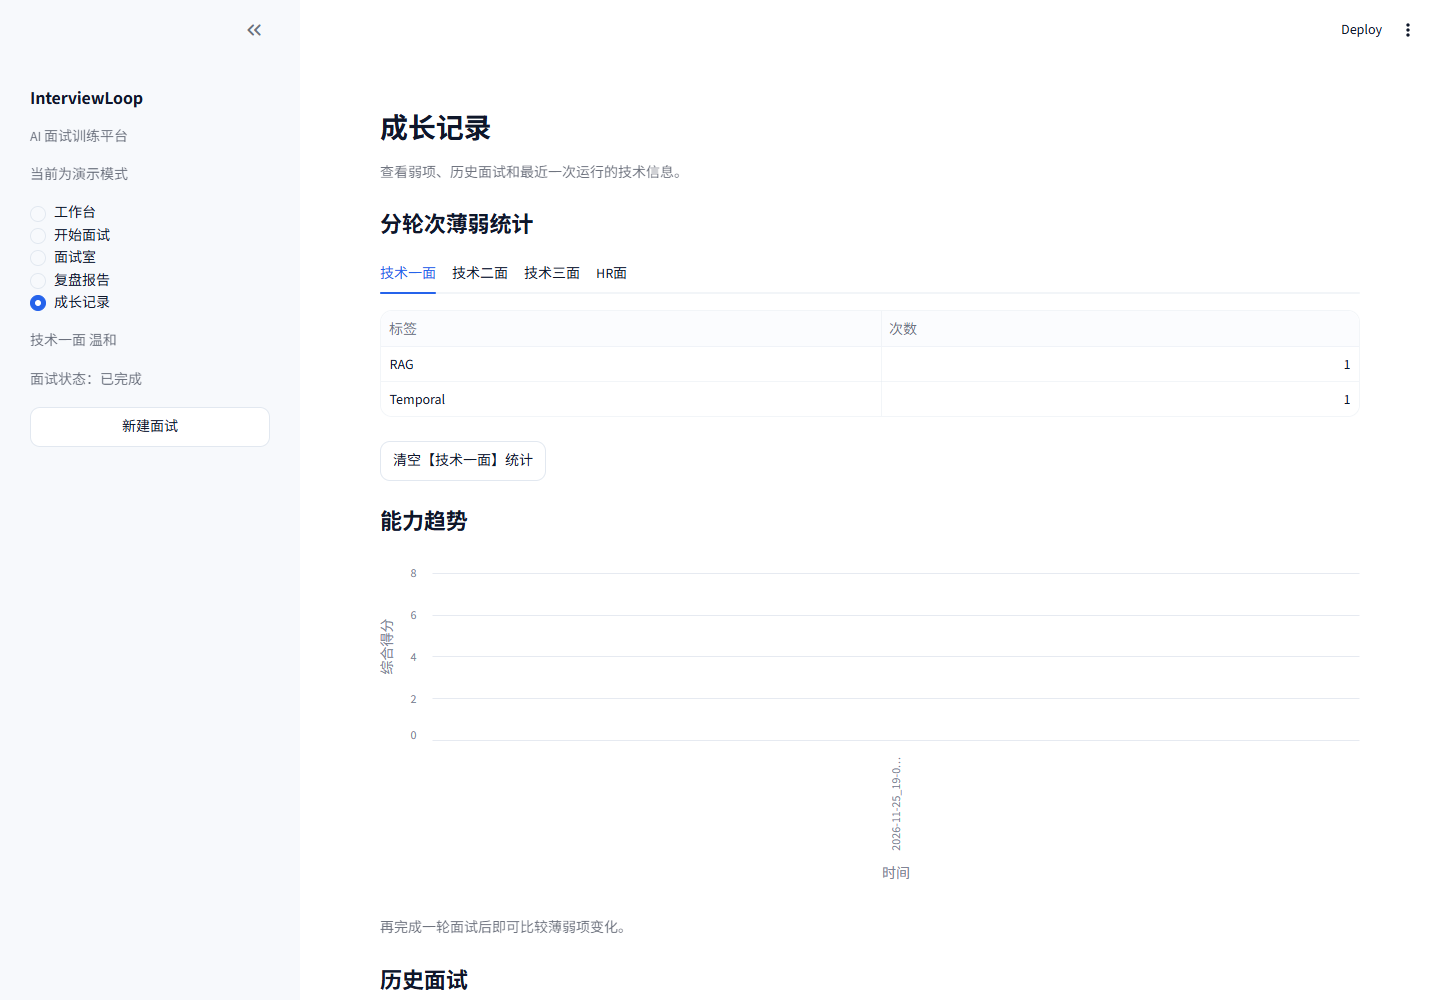 Deploy
InterviewLoop
AI 面试训练平台
当前为演示模式
工作台
开始面试
面试室
复盘报告
成长记录
技术一面 温和
面试状态：已完成
新建面试
成长记录
查看弱项、历史面试和最近一次运行的技术信息。
分轮次薄弱统计
技术一面 技术二面 技术三面 HR面
标签 次数
RAG 1
Temporal 1
清空【技术一面】统计
能力趋势
8
6
4
2
0
综合得分
2026-11-25_19-0…
时间
再完成一轮面试后即可比较薄弱项变化。
历史面试